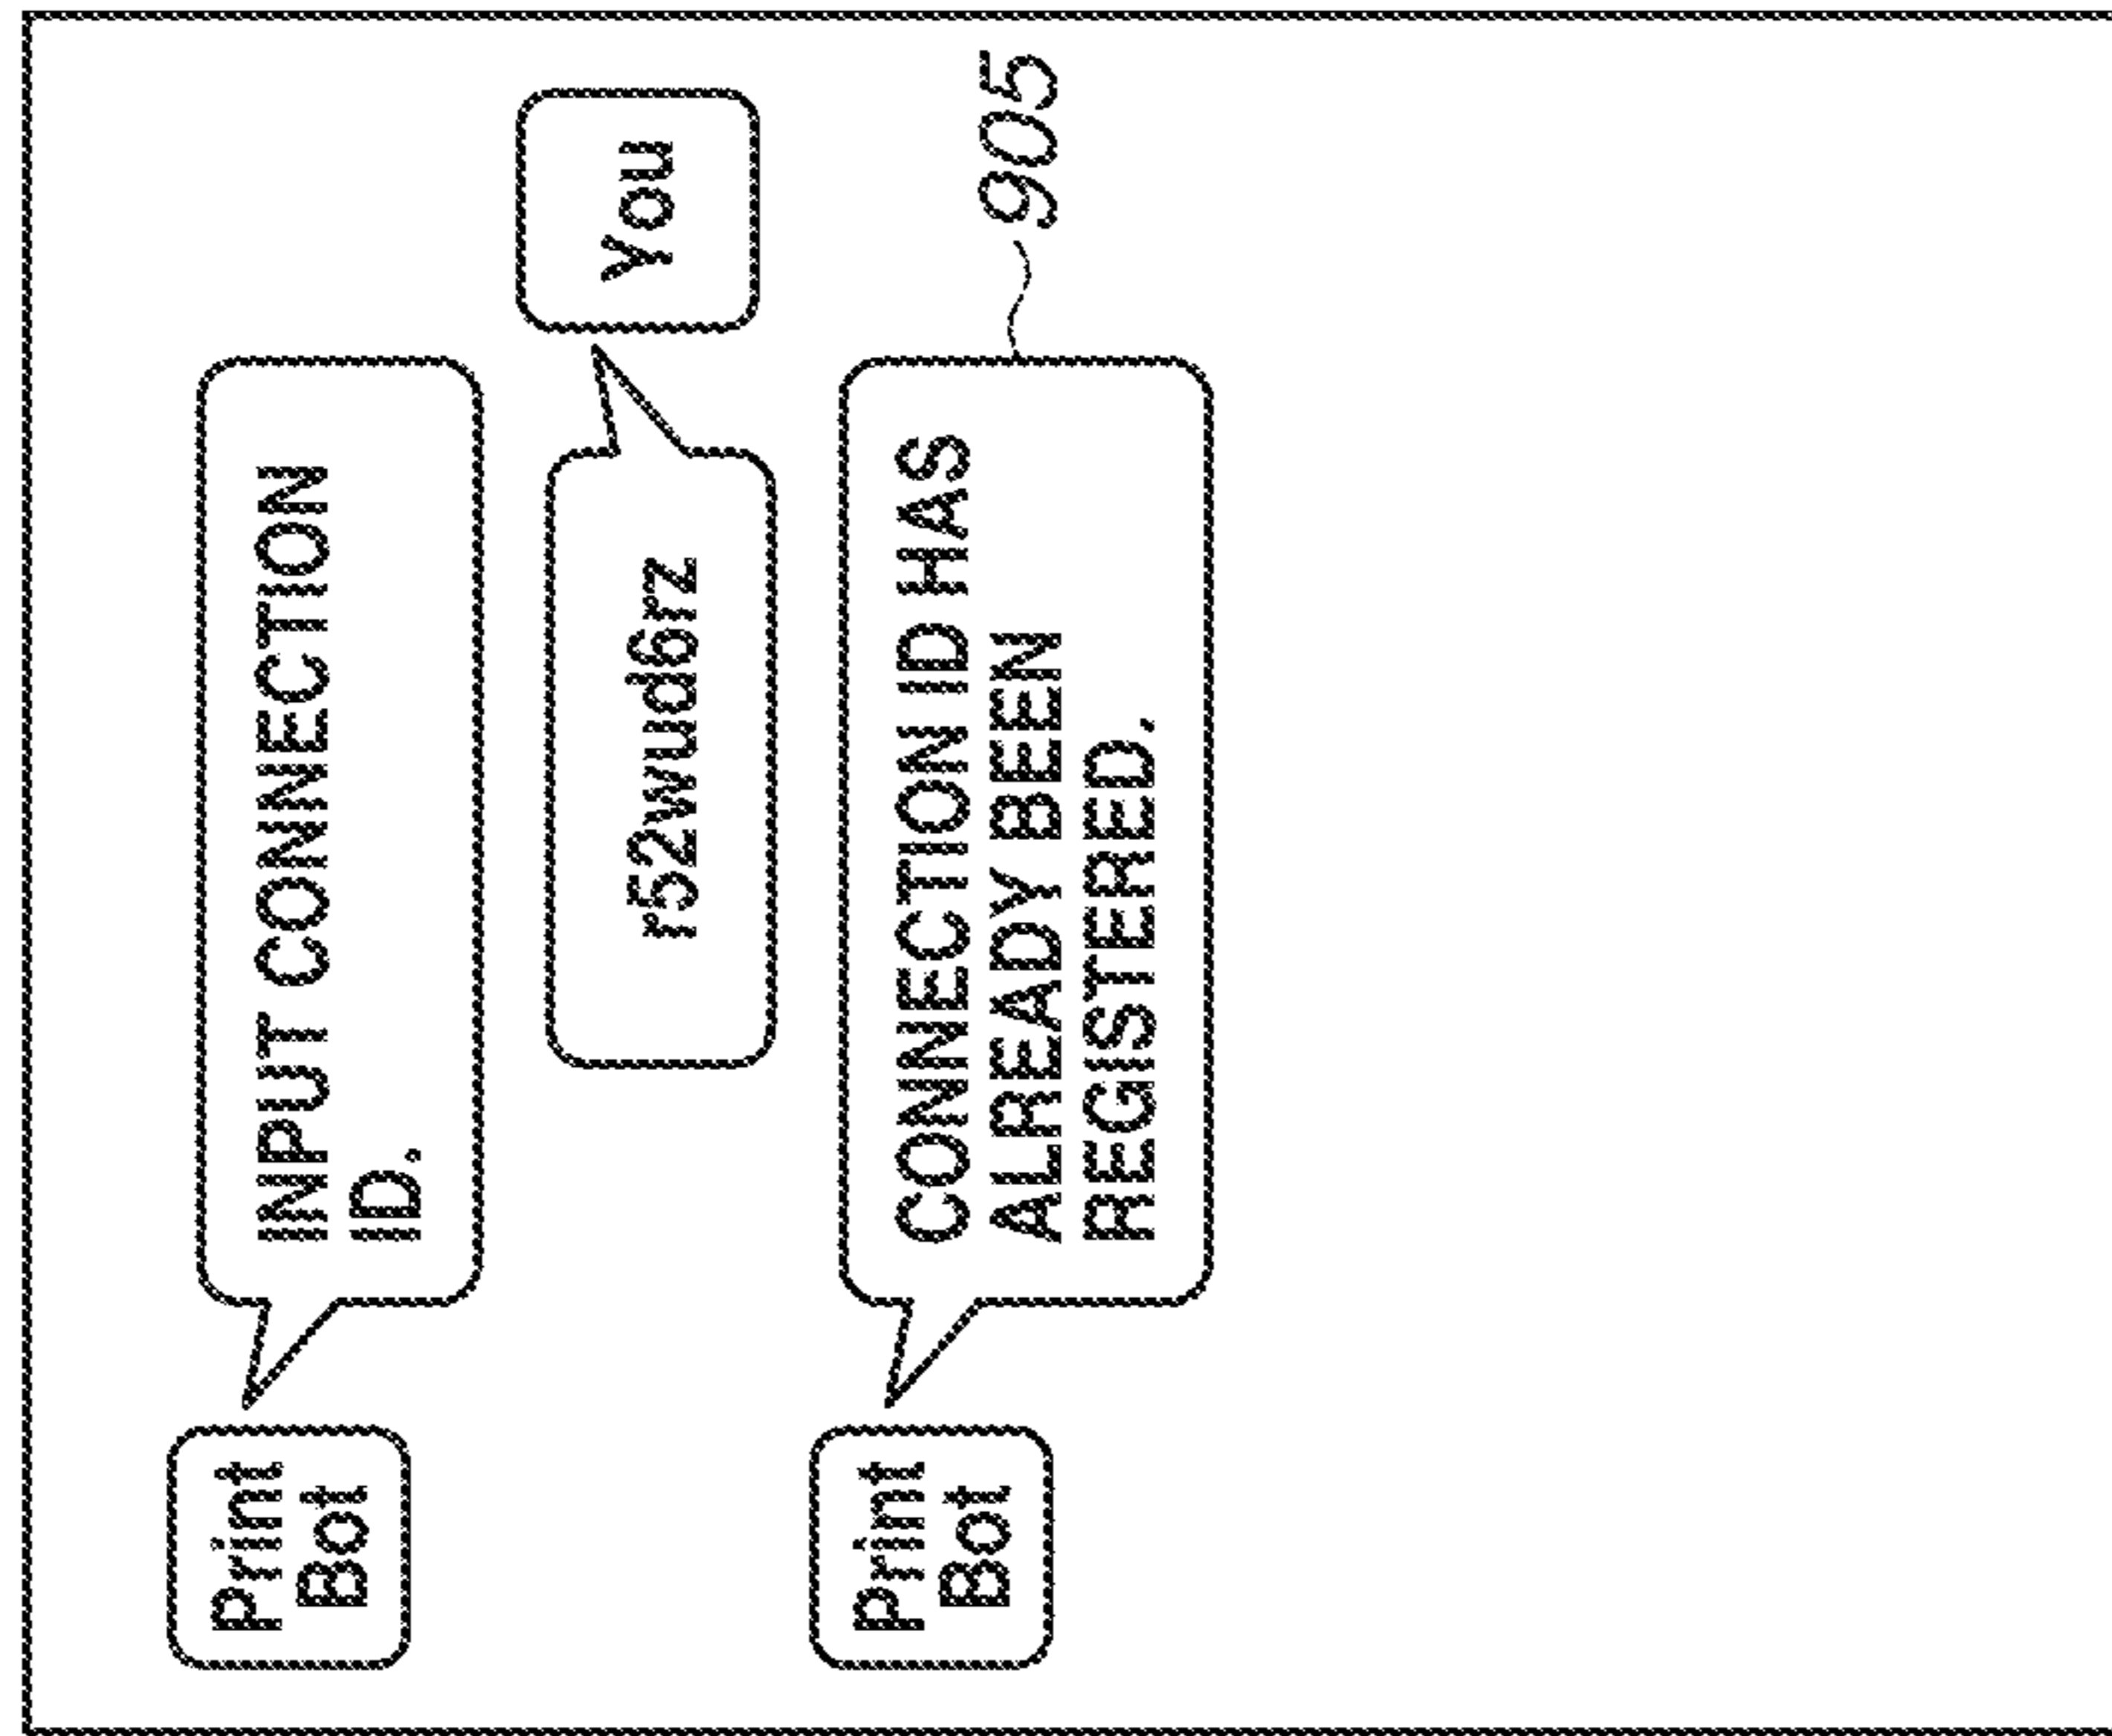 Print
Bot
INPUT CONNECTION
ID.
r52wud6rz
You
Print
Bot
CONNECTION ID HAS
ALREADY BEEN
REGISTERED.
905